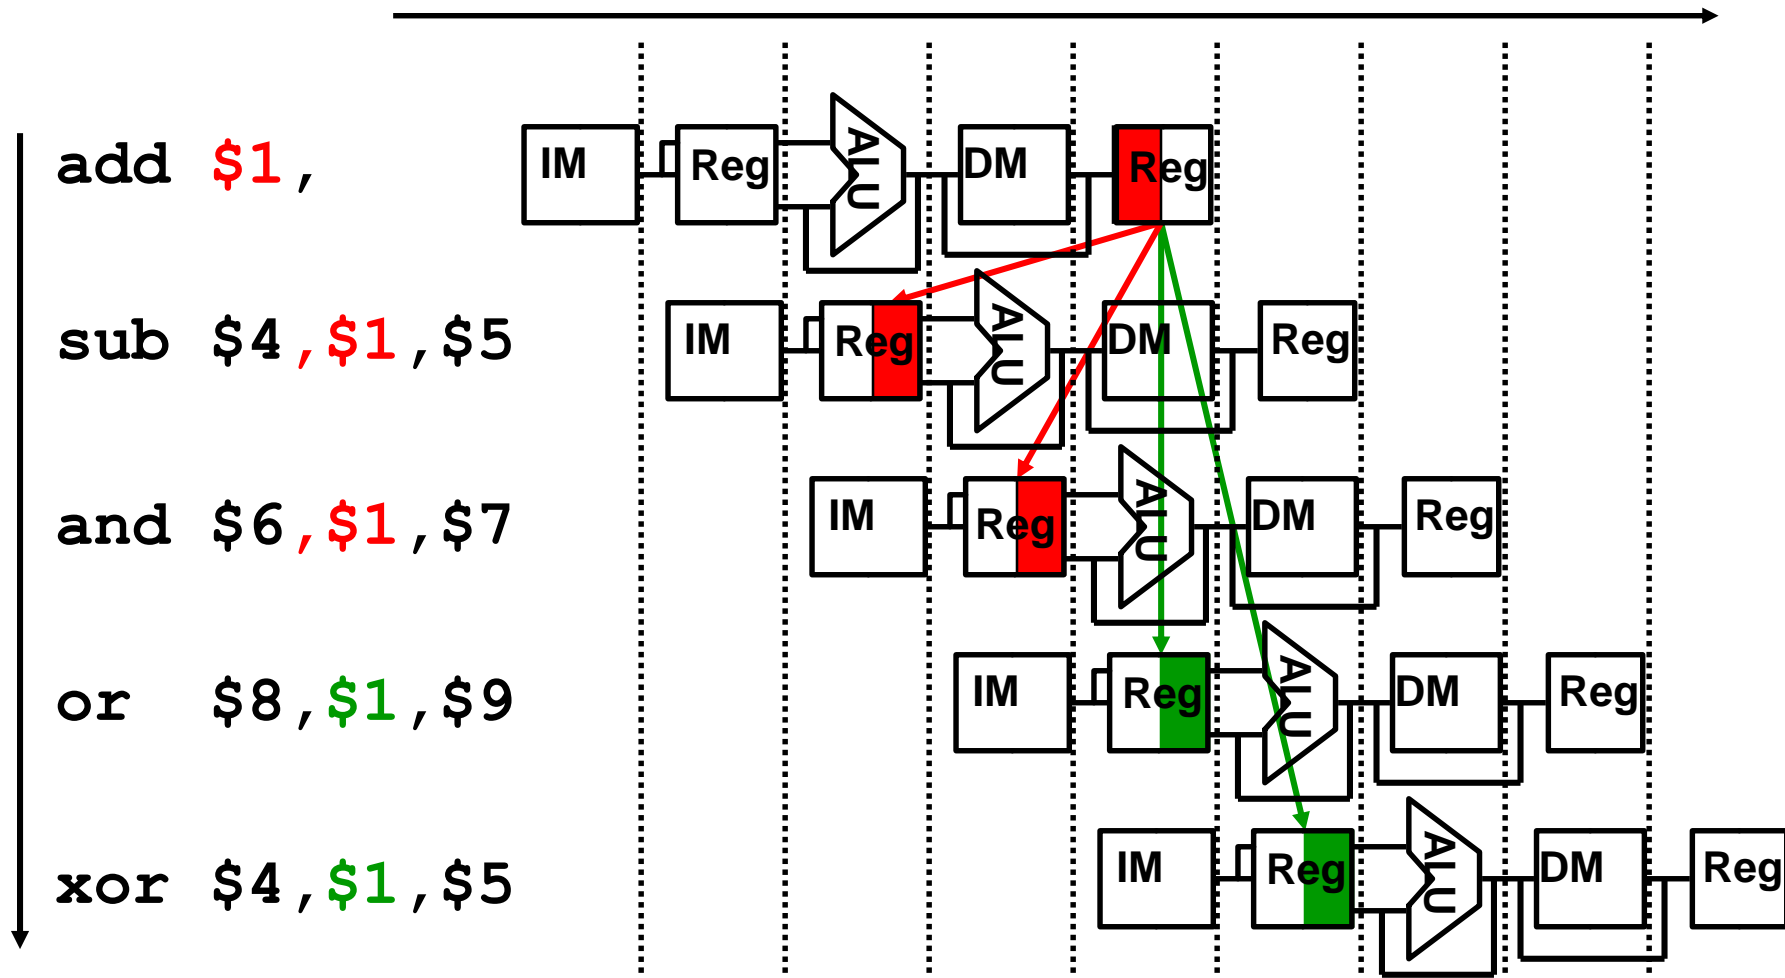 add $1, IM Reg ALU DM Reg
sub $4,$1,$5 IM Reg ALU DM Reg
and $6,$1,$7 IM Reg ALU DM Reg
or $8,$1,$9 IM Reg ALU DM Reg
xor $4,$1,$5 IM Reg ALU DM Reg